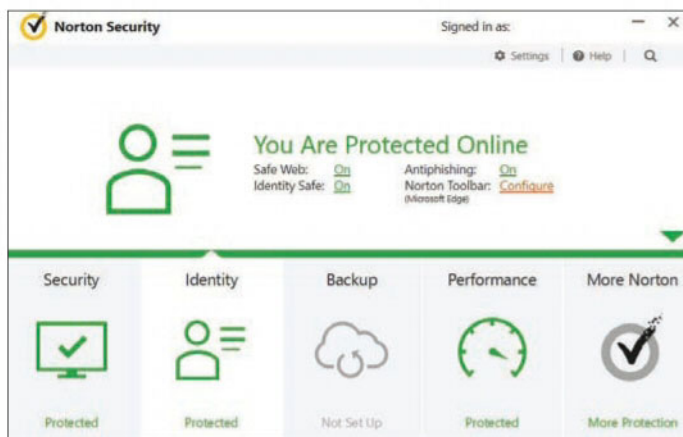 Norton Security Signed in as:
Settings Help
You Are Protected Online
Safe Web: On Antiphishing: On
Identity Safe: On Norton Toolbar: Configure
(Microsoft Edge)
Security Identity Backup Performance More Norton
Protected Protected Not Set Up Protected More Protection